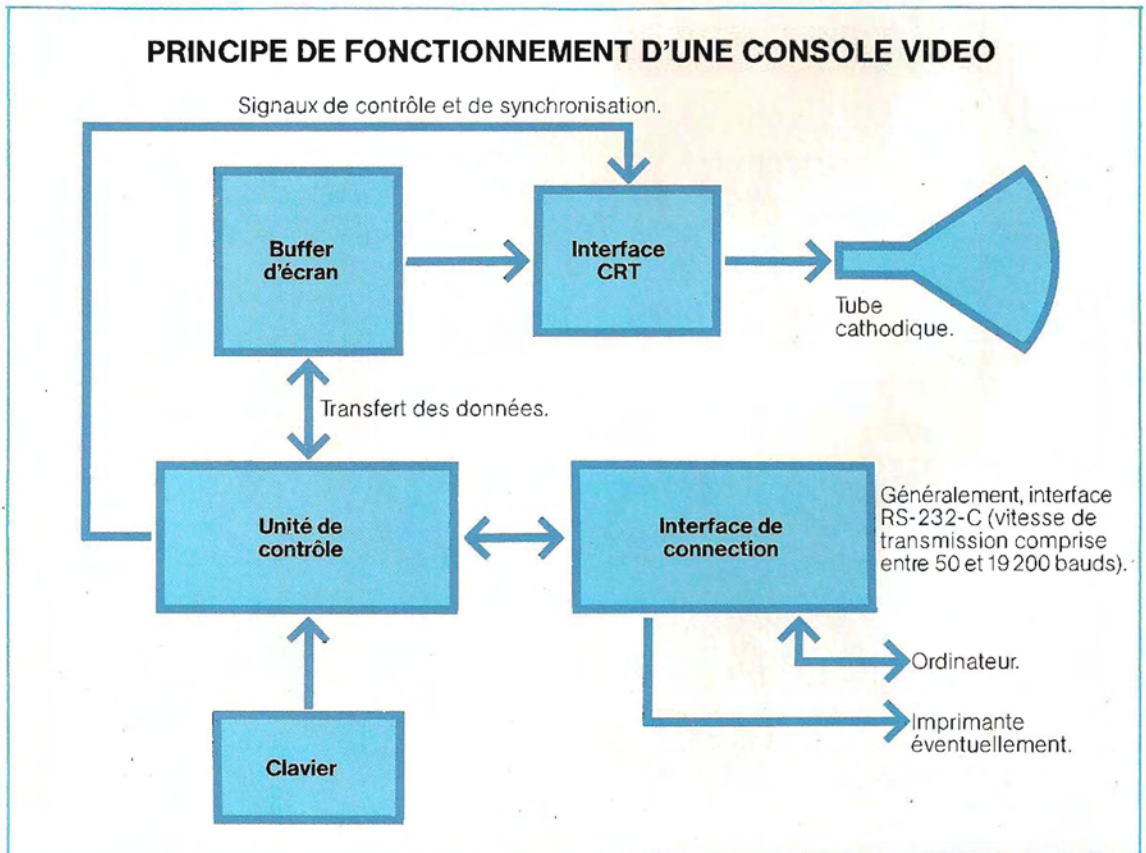 PRINCIPE DE FONCTIONNEMENT D'UNE CONSOLE VIDEO
Signaux de contrôle et de synchronisation.
Buffer
d'écran
Interface
CRT
Tube
cathodique.
Transfert des données.
Unité de
contrôle
Interface de
connection
Généralement, interface
RS-232-C (vitesse de
transmission comprise
entre 50 et 19 200 bauds).
Ordinateur.
Imprimante
éventuellement.
Clavier